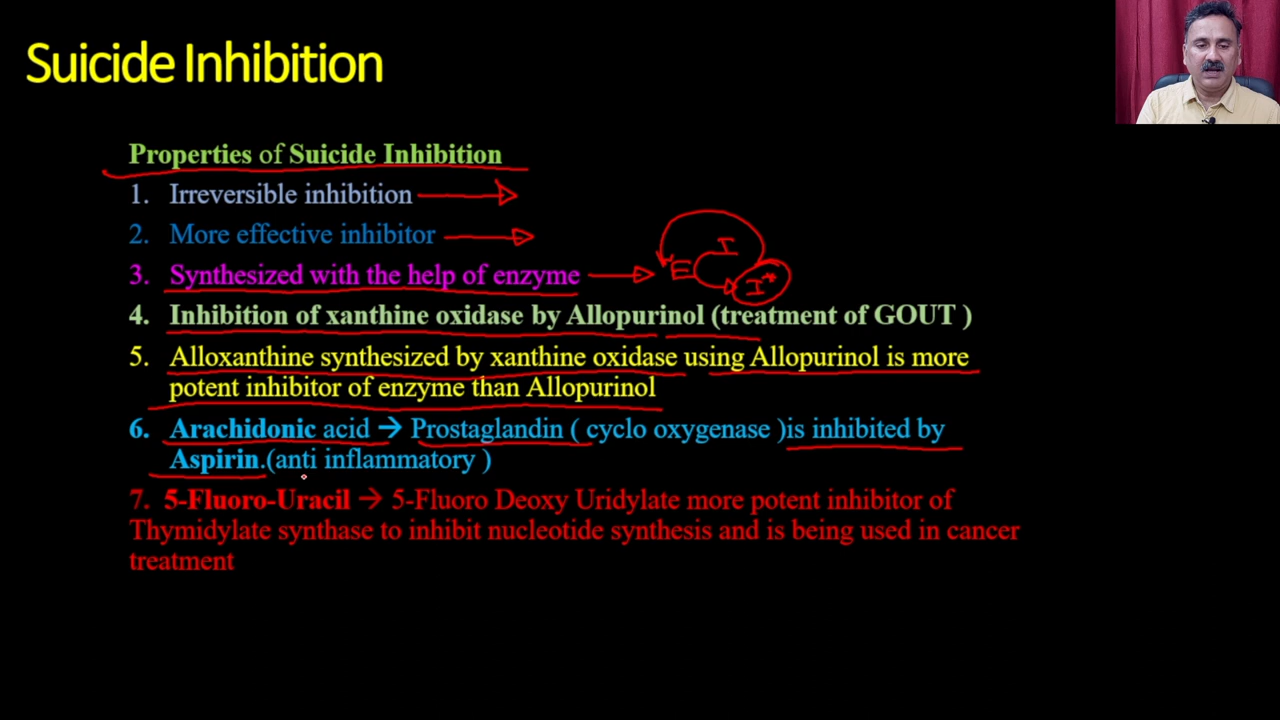 Suicide Inhibition
Properties of Suicide Inhibition
1. Irreversible inhibition
2. More effective inhibitor
I
3. Synthesized with the help of enzyme
E
I*
4. Inhibition of xanthine oxidase by Allopurinol (treatment of GOUT )
5. Alloxanthine synthesized by xanthine oxidase using Allopurinol is more
potent inhibitor of enzyme than Allopurinol
6. Arachidonic acid → Prostaglandin ( cyclo oxygenase )is inhibited by
Aspirin.(anti inflammatory )
7. 5-Fluoro-Uracil → 5-Fluoro Deoxy Uridylate more potent inhibitor of
Thymidylate synthase to inhibit nucleotide synthesis and is being used in cancer
treatment